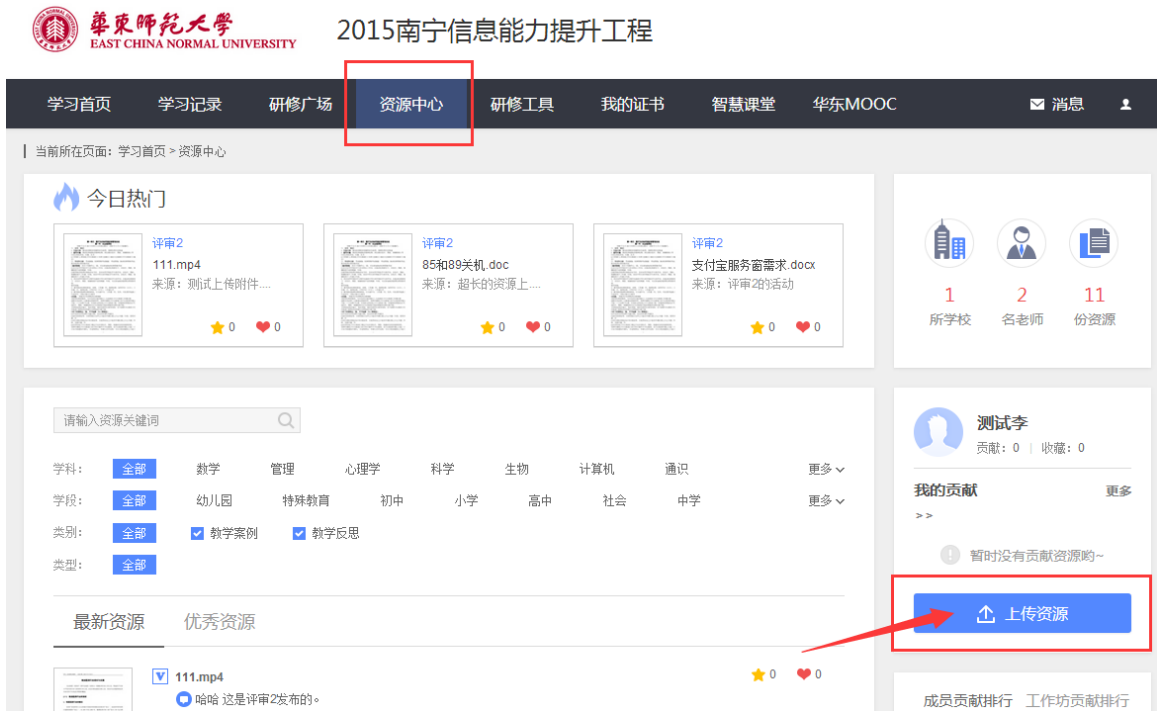 華東師範大學
EAST CHINA NORMAL UNIVERSITY
2015南宁信息能力提升工程
学习首页 学习记录 研修广场 资源中心 研修工具 我的证书 智慧课堂 华东MOOC 消息
当前所在页面：学习首页 > 资源中心
今日热门
评审2
111.mp4
来源：测试上传附件....
0 0
评审2
85和89关机.doc
来源：超长的资源上....
0 0
评审2
支付宝服务窗需求.docx
来源：评审2的活动
0 0
1 2 11
所学校 名老师 份资源
请输入资源关键词
学科： 全部 数学 管理 心理学 科学 生物 计算机 通识 更多
学段： 全部 幼儿园 特殊教育 初中 小学 高中 社会 中学 更多
类别： 全部 教学案例 教学反思
类型： 全部
最新资源 优秀资源
V 111.mp4 0 0
哈哈 这是评审2发布的。
测试李
贡献：0 | 收藏：0
我的贡献 更多
>>
暂时没有贡献资源哟~
上传资源
成员贡献排行 工作坊贡献排行